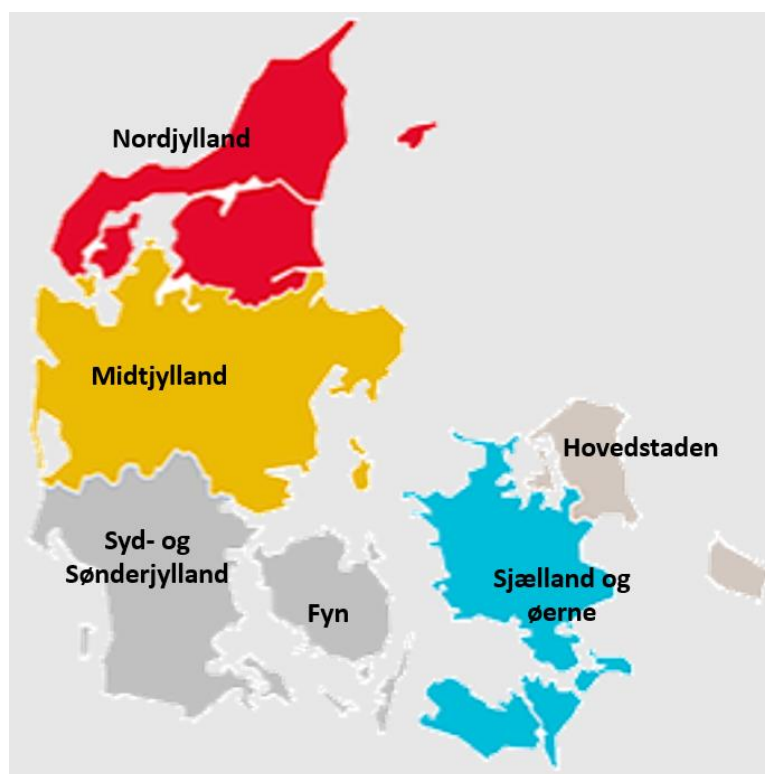 Nordjylland
Midtjylland
Hovedstaden
Syd- og
Sønderjylland
Fyn
Sjælland og
øerne